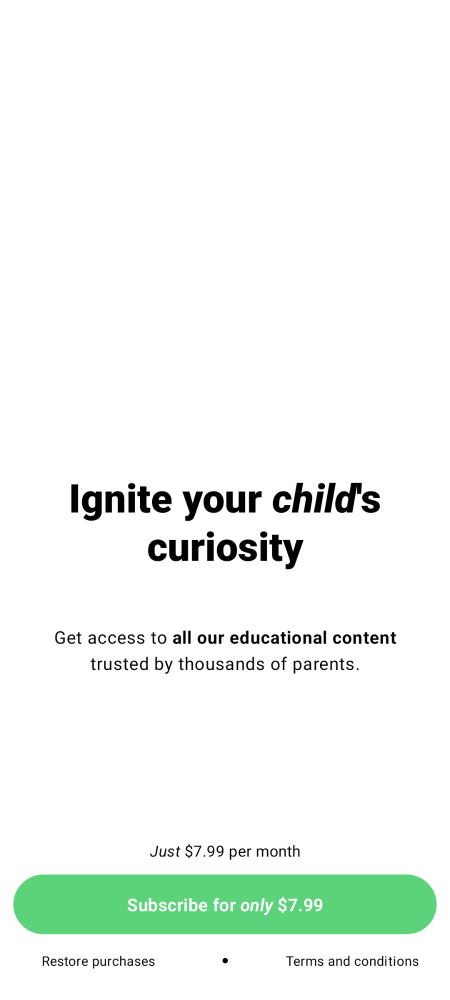 Ignite your child's
curiosity
Get access to all our educational content
trusted by thousands of parents.
Just $7.99 per month
Subscribe for only $7.99
Restore purchases • Terms and conditions